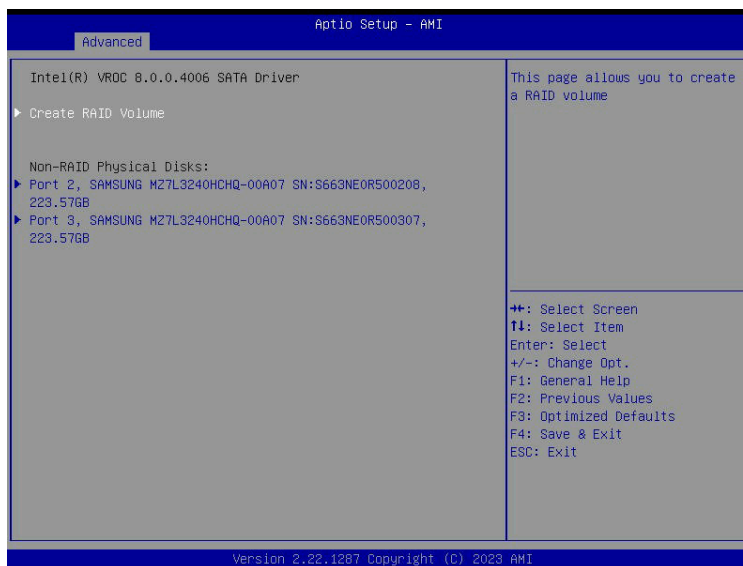 Aptio Setup - AMI
Advanced
Intel(R) VROC 8.0.0.4006 SATA Driver
Create RAID Volume
Non-RAID Physical Disks:
Port 2, SAMSUNG MZ7L3240HCHQ-00A07 SN:S663NE0R500208,
223.57GB
Port 3, SAMSUNG MZ7L3240HCHQ-00A07 SN:S663NE0R500307,
223.57GB
This page allows you to create
a RAID volume
→←: Select Screen
↑↓: Select Item
Enter: Select
+/-: Change Opt.
F1: General Help
F2: Previous Values
F3: Optimized Defaults
F4: Save & Exit
ESC: Exit
Version 2.22.1287 Copyright (C) 2023 AMI